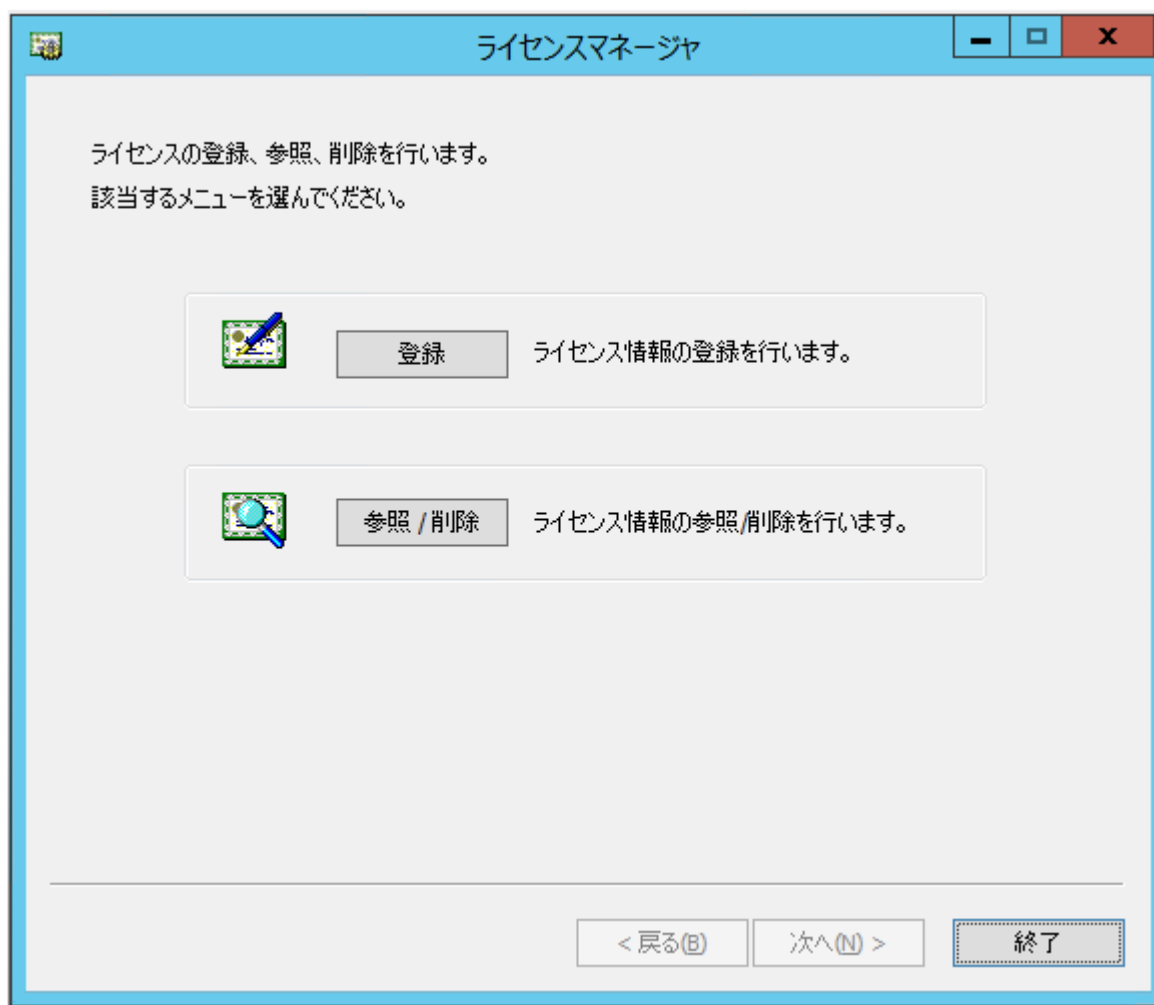 ライセンスマネージャ
ライセンスの登録、参照、削除を行います。
該当するメニューを選んでください。
登録
ライセンス情報の登録を行います。
参照 / 削除
ライセンス情報の参照/削除を行います。
< 戻る(B)
次へ(N) >
終了